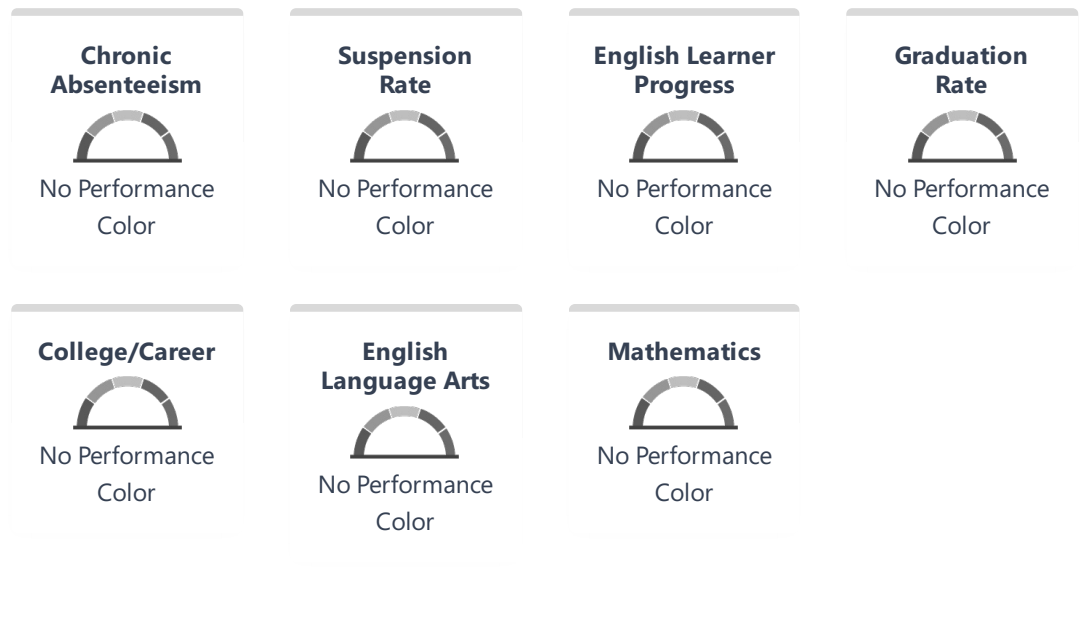 Chronic
Absenteeism
No Performance
Color
Suspension
Rate
No Performance
Color
English Learner
Progress
No Performance
Color
Graduation
Rate
No Performance
Color
College/Career
No Performance
Color
English
Language Arts
No Performance
Color
Mathematics
No Performance
Color